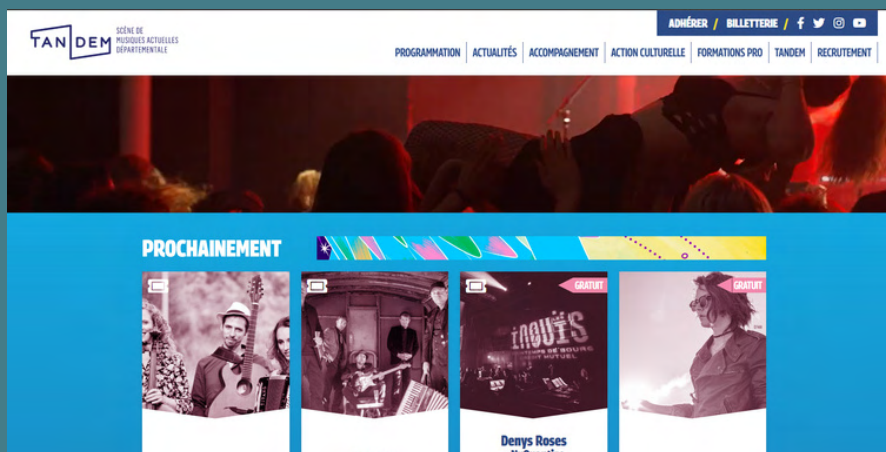 ADHÉRER / BILLETTERIE /
TANDEM
SCÈNE DE
MUSIQUES ACTUELLES
DÉPARTEMENTALE
PROGRAMMATION ACTUALITÉS ACCOMPAGNEMENT ACTION CULTURELLE FORMATIONS PRO TANDEM RECRUTEMENT
PROCHAINEMENT
GRATUIT
GRATUIT
INOUÏS
Denys Roses